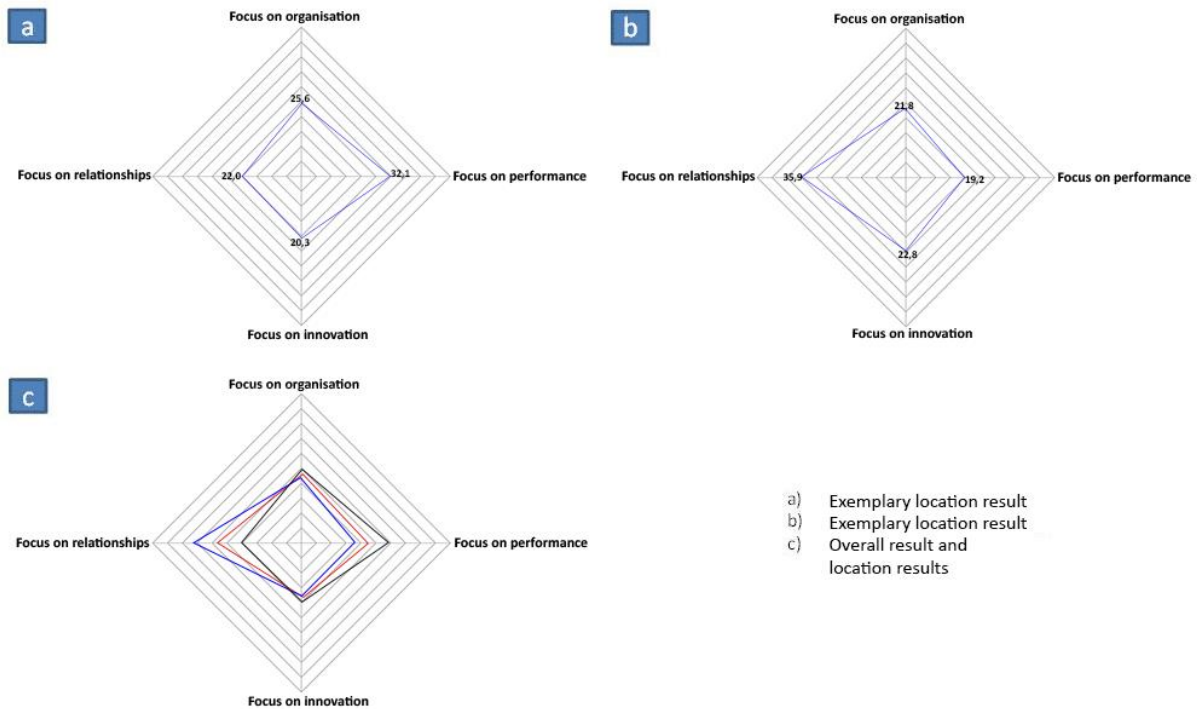 a
Focus on organisation
25,6
Focus on relationships
22,0
32,1
Focus on performance
20,3
Focus on innovation
b
Focus on organisation
21,8
Focus on relationships
35,9
19,2
Focus on performance
22,8
Focus on innovation
c
Focus on organisation
Focus on relationships
Focus on performance
Focus on innovation
a) Exemplary location result
b) Exemplary location result
c) Overall result and
location results